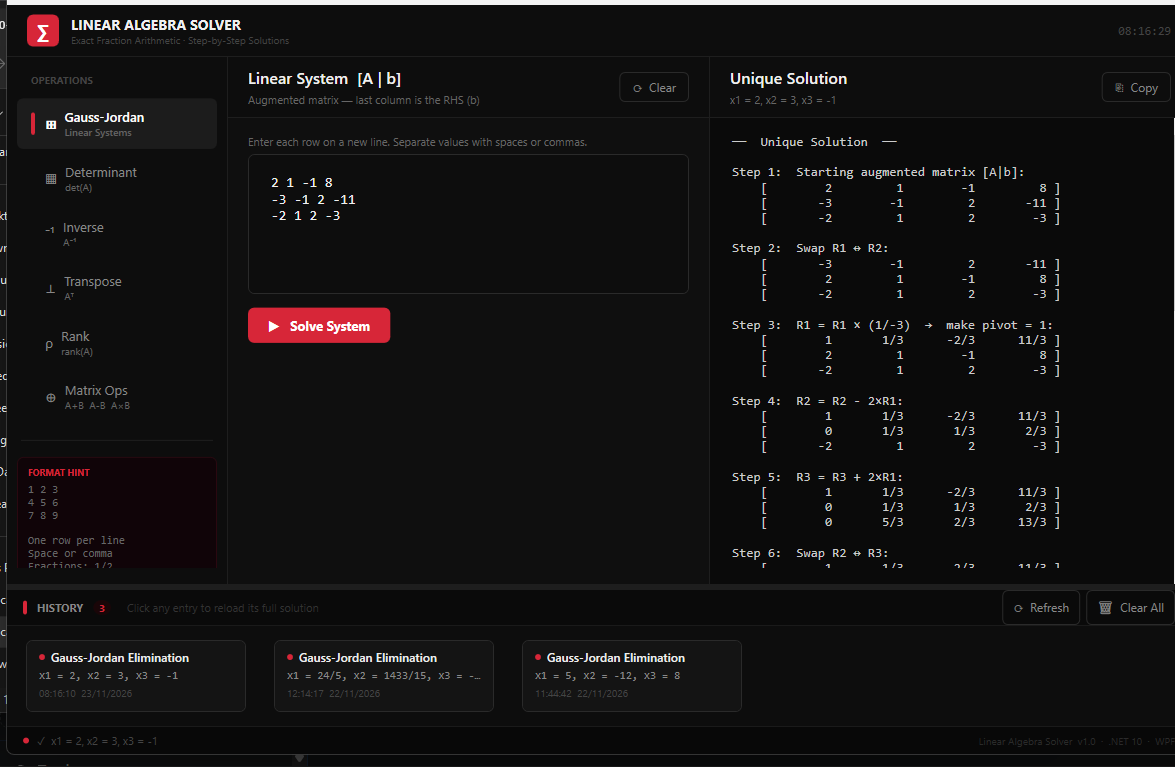 ∑
LINEAR ALGEBRA SOLVER
Exact Fraction Arithmetic · Step-by-Step Solutions
08:16:29
OPERATIONS
Gauss-Jordan
Linear Systems
Determinant
det(A)
-1 Inverse
A⁻¹
⊥ Transpose
Aᵀ
ρ Rank
rank(A)
⊕ Matrix Ops
A+B A-B A×B
FORMAT HINT
1 2 3
4 5 6
7 8 9
One row per line
Space or comma
Fractions: 1/2
Linear System [A | b]
Augmented matrix — last column is the RHS (b)
⟳ Clear
Enter each row on a new line. Separate values with spaces or commas.
2 1 -1 8
-3 -1 2 -11
-2 1 2 -3
▶ Solve System
Unique Solution
x1 = 2, x2 = 3, x3 = -1
Copy
── Unique Solution ──
Step 1: Starting augmented matrix [A|b]:
[ 2 1 -1 8 ]
[ -3 -1 2 -11 ]
[ -2 1 2 -3 ]
Step 2: Swap R1 ↔ R2:
[ -3 -1 2 -11 ]
[ 2 1 -1 8 ]
[ -2 1 2 -3 ]
Step 3: R1 = R1 × (1/-3) → make pivot = 1:
[ 1 1/3 -2/3 11/3 ]
[ 2 1 -1 8 ]
[ -2 1 2 -3 ]
Step 4: R2 = R2 - 2×R1:
[ 1 1/3 -2/3 11/3 ]
[ 0 1/3 1/3 2/3 ]
[ -2 1 2 -3 ]
Step 5: R3 = R3 + 2×R1:
[ 1 1/3 -2/3 11/3 ]
[ 0 1/3 1/3 2/3 ]
[ 0 5/3 2/3 13/3 ]
Step 6: Swap R2 ↔ R3:
[ 1 1/3 -2/3 11/3 ]
HISTORY 3 Click any entry to reload its full solution
⟳ Refresh
Clear All
Gauss-Jordan Elimination
x1 = 2, x2 = 3, x3 = -1
08:16:10 23/11/2026
Gauss-Jordan Elimination
x1 = 24/5, x2 = 1433/15, x3 = -…
12:14:17 22/11/2026
Gauss-Jordan Elimination
x1 = 5, x2 = -12, x3 = 8
11:44:42 22/11/2026
✓ x1 = 2, x2 = 3, x3 = -1
Linear Algebra Solver v1.0 · .NET 10 · WPF